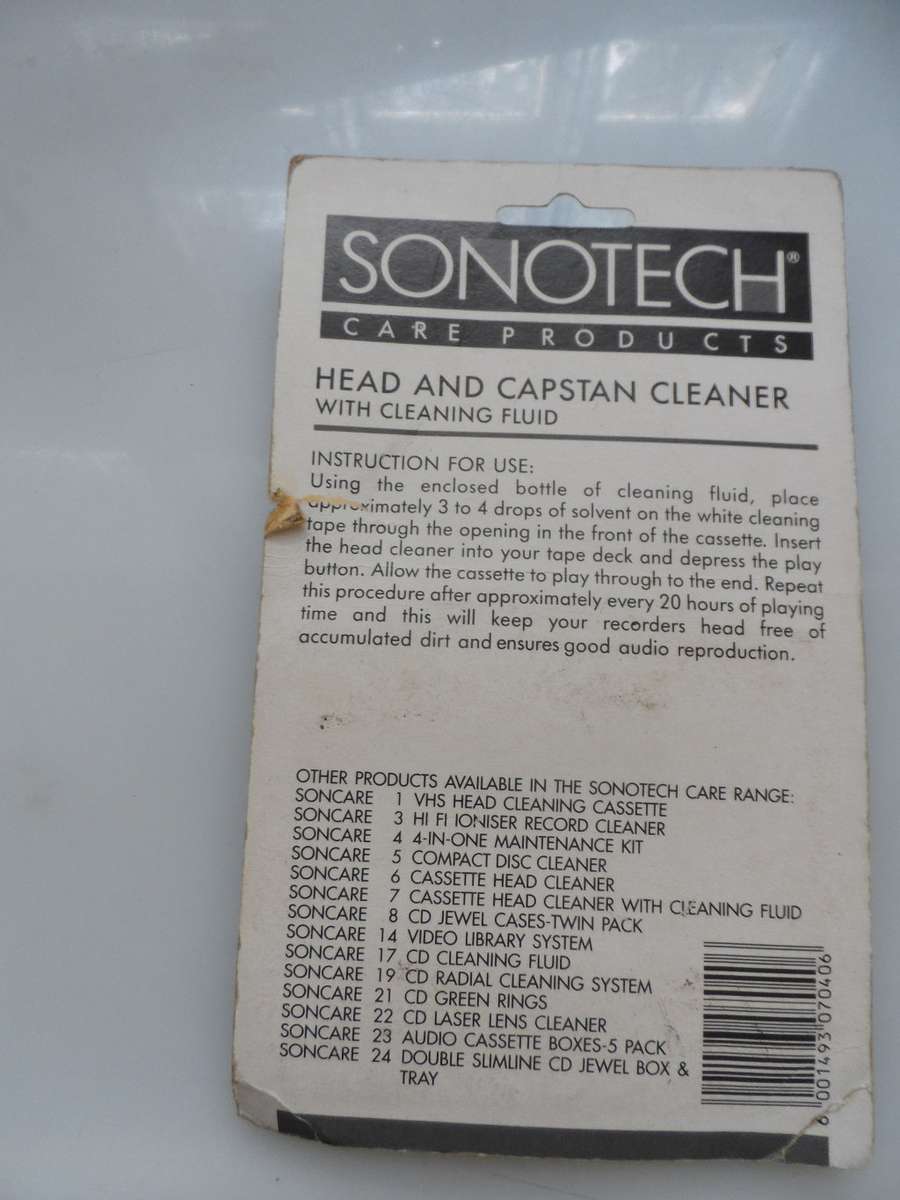 SONOTECH®
CARE PRODUCTS
HEAD AND CAPSTAN CLEANER
WITH CLEANING FLUID
INSTRUCTION FOR USE:
Using the enclosed bottle of cleaning fluid, place
approximately 3 to 4 drops of solvent on the white cleaning
tape through the opening in the front of the cassette. Insert
the head cleaner into your tape deck and depress the play
button. Allow the cassette to play through to the end. Repeat
this procedure after approximately every 20 hours of playing
time and this will keep your recorders head free of
accumulated dirt and ensures good audio reproduction.
OTHER PRODUCTS AVAILABLE IN THE SONOTECH CARE RANGE:
SONCARE 1 VHS HEAD CLEANING CASSETTE
SONCARE 3 HI FI IONISER RECORD CLEANER
SONCARE 4 4-IN-ONE MAINTENANCE KIT
SONCARE 5 COMPACT DISC CLEANER
SONCARE 6 CASSETTE HEAD CLEANER
SONCARE 7 CASSETTE HEAD CLEANER WITH CLEANING FLUID
SONCARE 8 CD JEWEL CASES-TWIN PACK
SONCARE 14 VIDEO LIBRARY SYSTEM
SONCARE 17 CD CLEANING FLUID
SONCARE 19 CD RADIAL CLEANING SYSTEM
SONCARE 21 CD GREEN RINGS
SONCARE 22 CD LASER LENS CLEANER
SONCARE 23 AUDIO CASSETTE BOXES-5 PACK
SONCARE 24 DOUBLE SLIMLINE CD JEWEL BOX &
TRAY
6 001493 070406